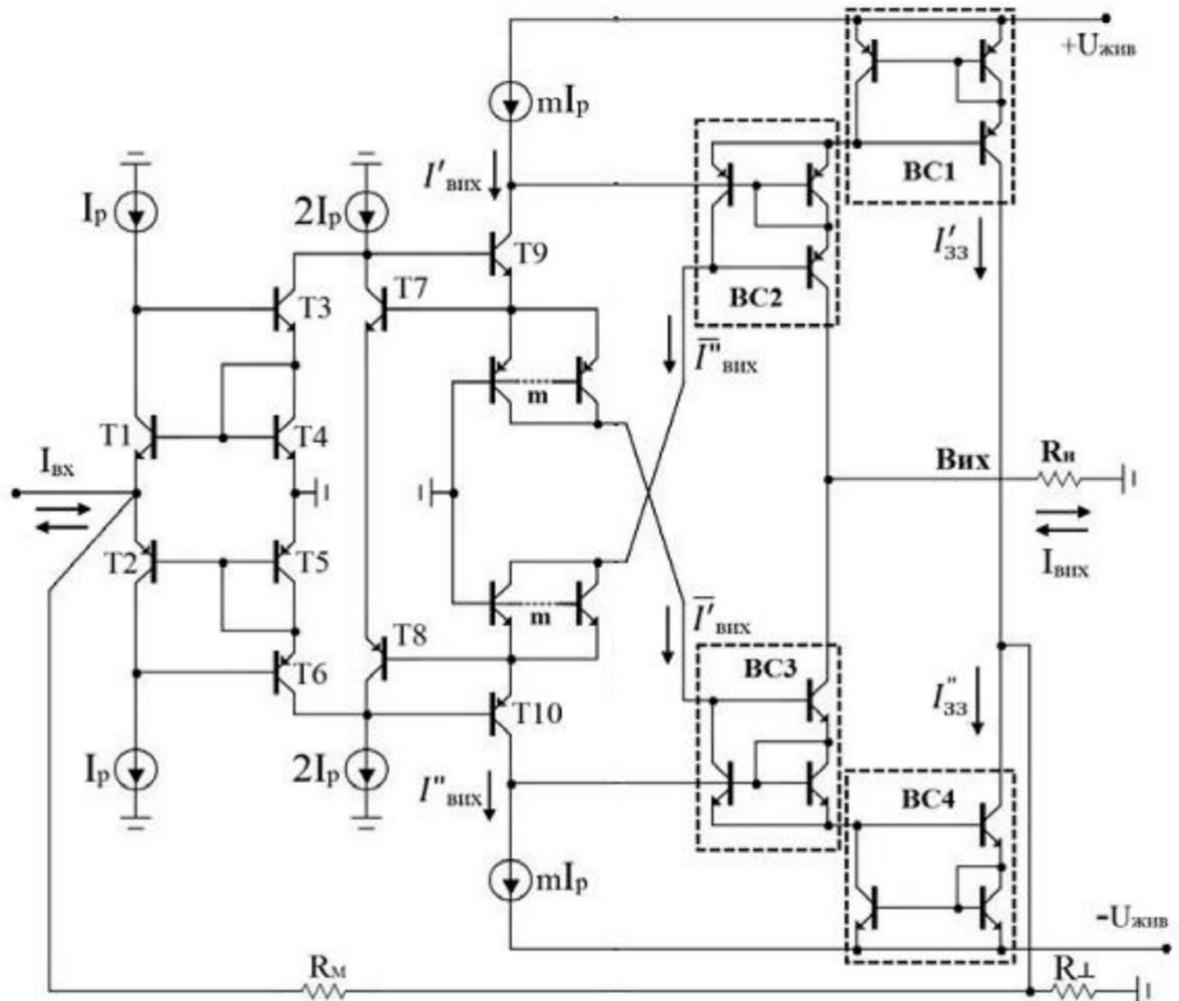 +Uжив
mIp
BC1
I'вих
BC2
Ip
2Ip
I'зз
T9
T3
T7
Ī"вих
m
T1
T4
Iвх
Вих
Rн
T2
T5
Iвих
m
Ī'вих
T8
BC3
T6
T10
I"зз
Ip
2Ip
I"вих
BC4
mIp
-Uжив
Rм
R⊥